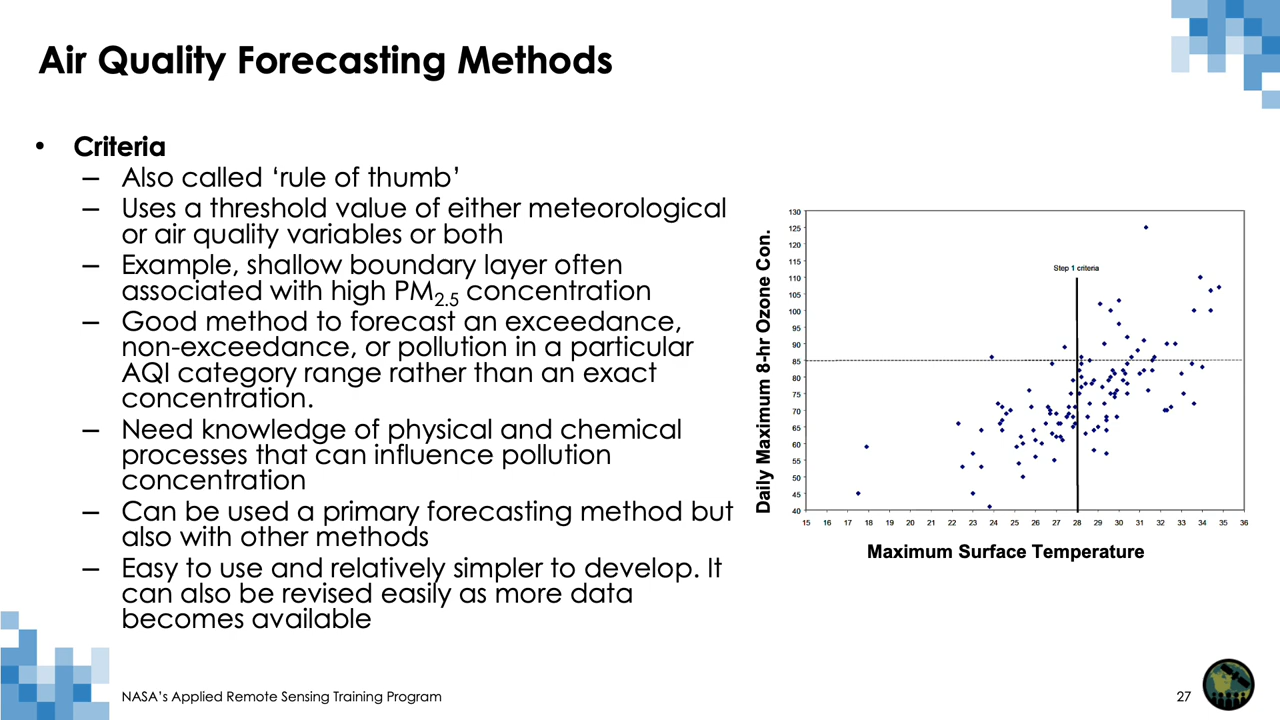 Air Quality Forecasting Methods
• Criteria
– Also called ‘rule of thumb’
– Uses a threshold value of either meteorological
or air quality variables or both
– Example, shallow boundary layer often
associated with high PM2.5 concentration
– Good method to forecast an exceedance,
non-exceedance, or pollution in a particular
AQI category range rather than an exact
concentration.
– Need knowledge of physical and chemical
processes that can influence pollution
concentration
– Can be used a primary forecasting method but
also with other methods
– Easy to use and relatively simpler to develop. It
can also be revised easily as more data
becomes available
Daily Maximum 8-hr Ozone Con.
130
125
120
115
110
105
100
95
90
85
80
75
70
65
60
55
50
45
40
Step 1 criteria
15 16 17 18 19 20 21 22 23 24 25 26 27 28 29 30 31 32 33 34 35 36
Maximum Surface Temperature
NASA’s Applied Remote Sensing Training Program
27